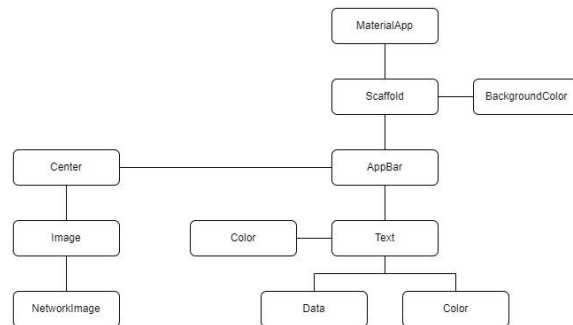 MaterialApp
Scaffold
BackgroundColor
Center
AppBar
Image
Color
Text
NetworkImage
Data
Color